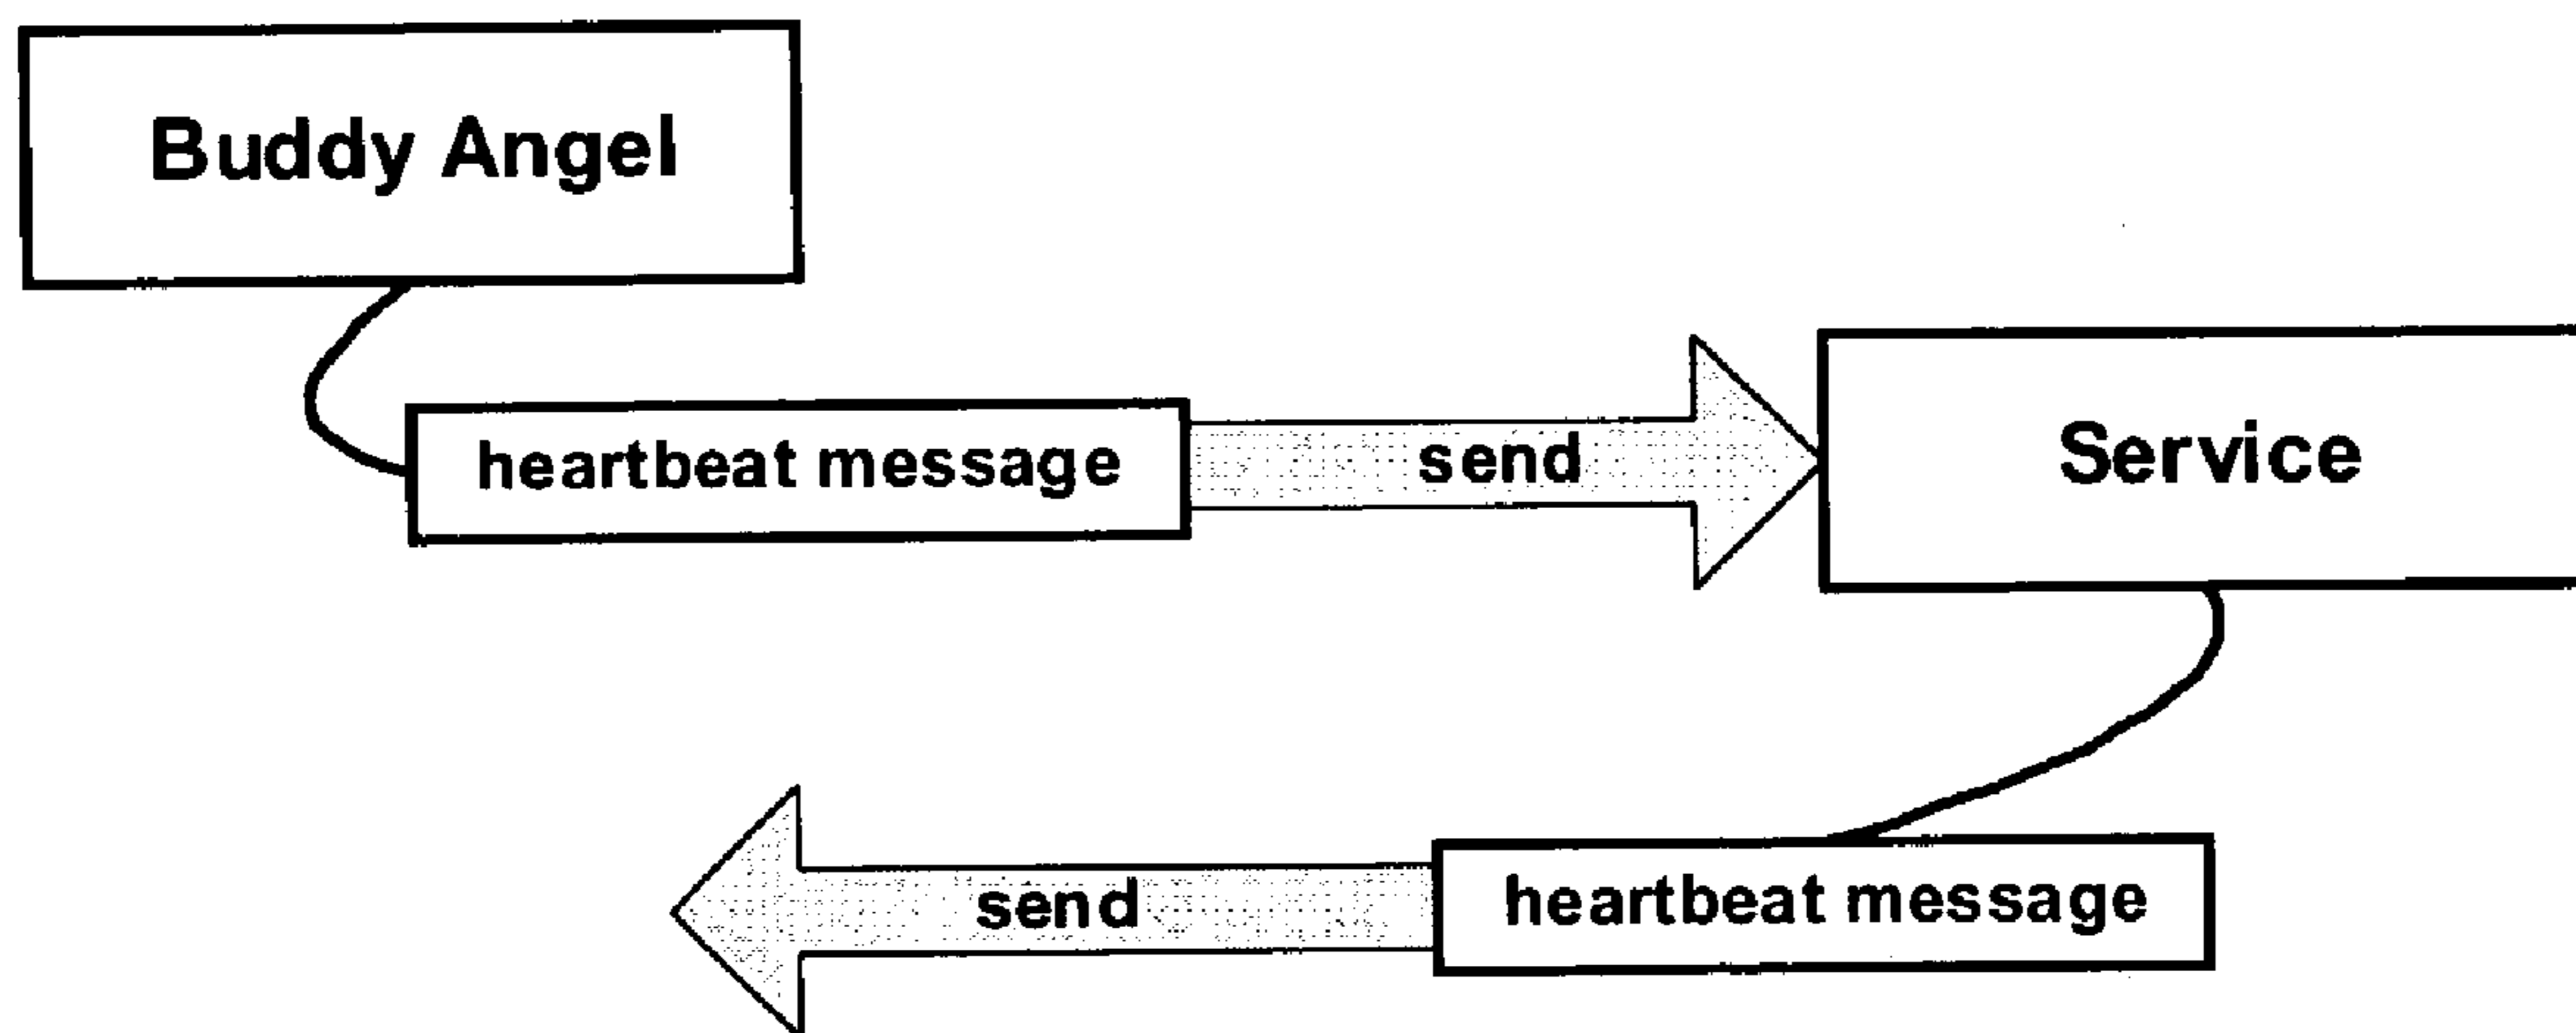 Buddy Angel
heartbeat message
send
Service
send
heartbeat message